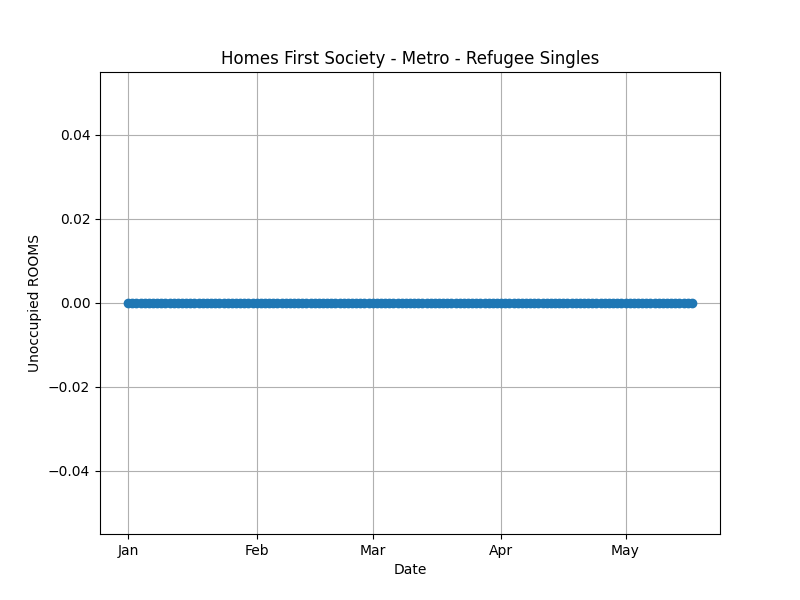 Homes First Society - Metro - Refugee Singles
0.04
0.02
0.00
−0.02
−0.04
Unoccupied ROOMS
Jan Feb Mar Apr May
Date